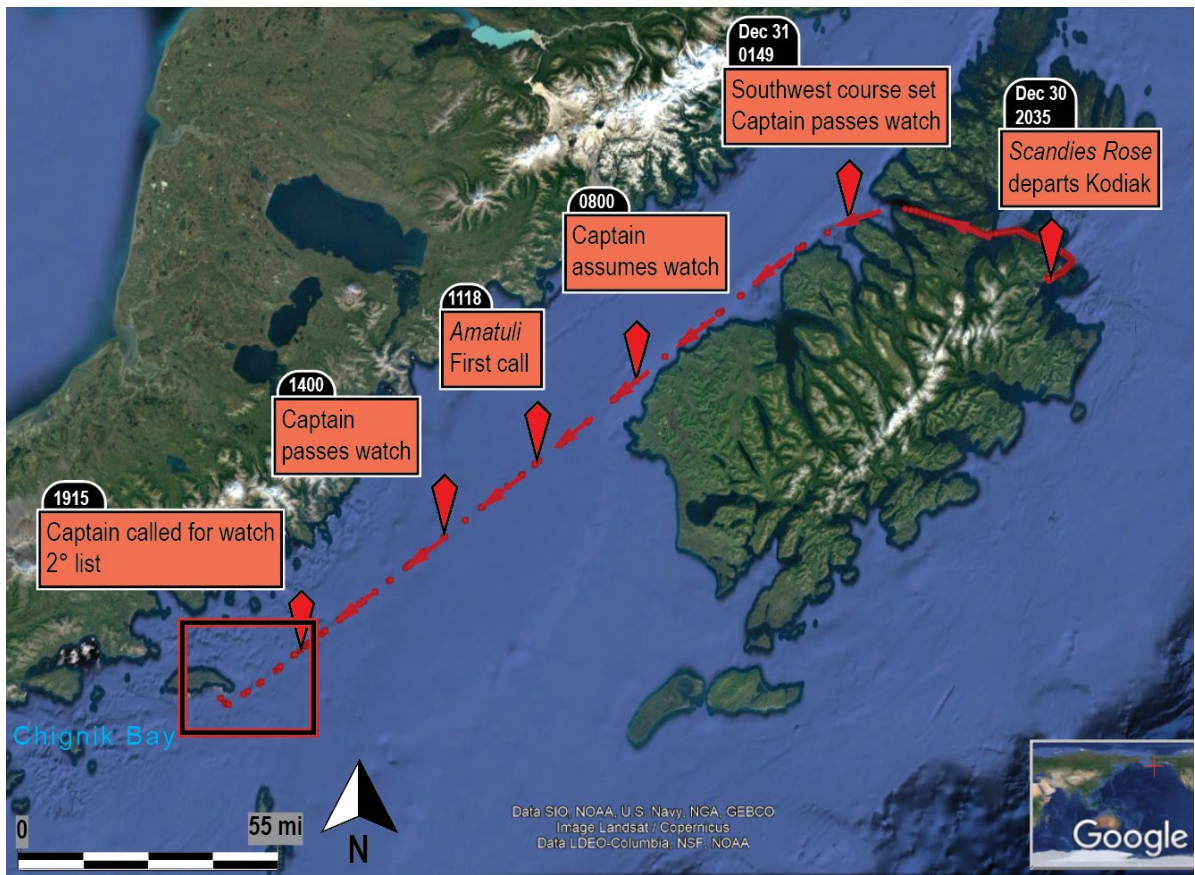 Dec 31
0149
Southwest course set
Captain passes watch
Dec 30
2035
Scandies Rose
departs Kodiak
0800
Captain
assumes watch
1118
Amatuli
First call
1400
Captain
passes watch
1915
Captain called for watch
2° list
Chignik Bay
0
55 mi
N
Data SIO, NOAA, U.S. Navy, NGA, GEBCO
Image Landsat / Copernicus
Data LDEO-Columbia, NSF, NOAA
Google